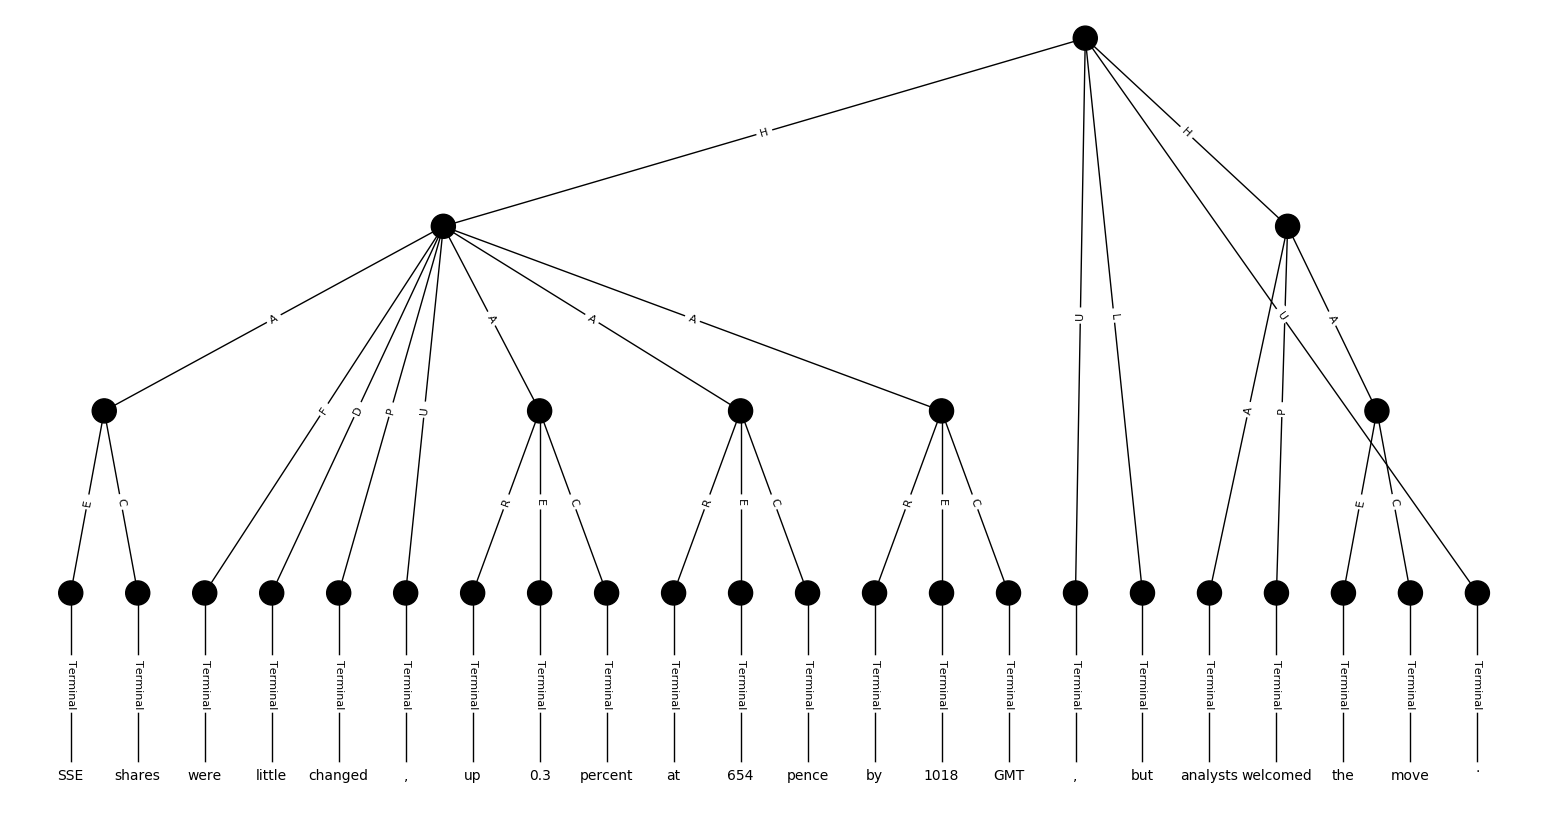 H H
A F D P U A A A U L A P U A
E C R E C R E C R E C E C
Terminal Terminal Terminal Terminal Terminal Terminal Terminal Terminal Terminal Terminal Terminal Terminal Terminal Terminal Terminal Terminal Terminal Terminal Terminal Terminal Terminal Terminal
SSE shares were little changed , up 0.3 percent at 654 pence by 1018 GMT , but analysts welcomed the move .